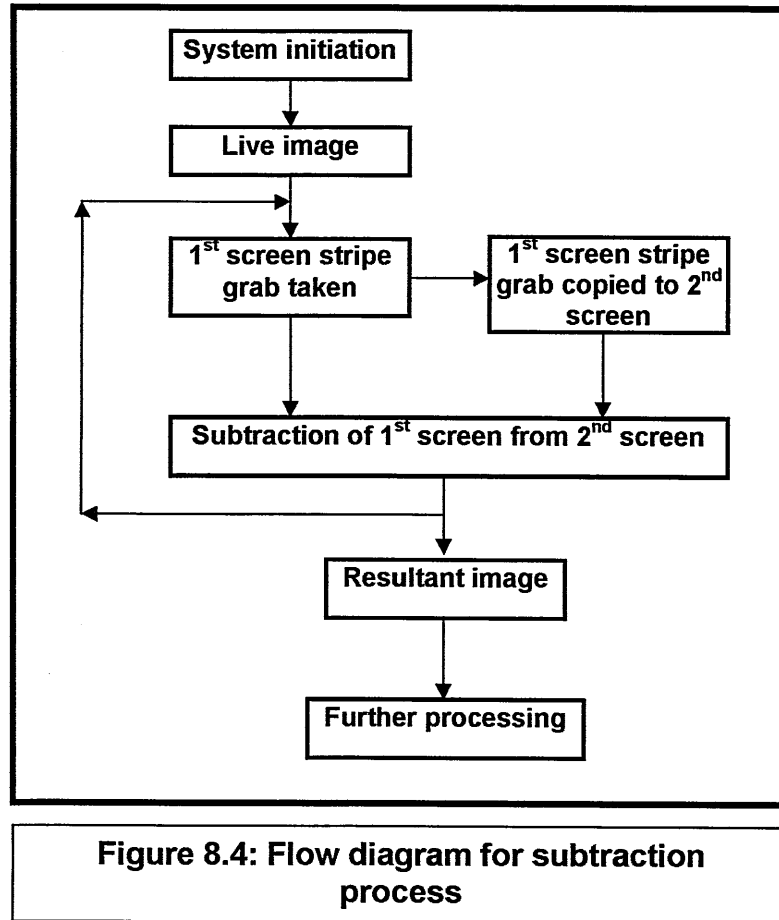 System initiation
Live image
1st screen stripe
grab taken
1st screen stripe
grab copied to 2nd
screen
Subtraction of 1st screen from 2nd screen
Resultant image
Further processing
Figure 8.4: Flow diagram for subtraction
process